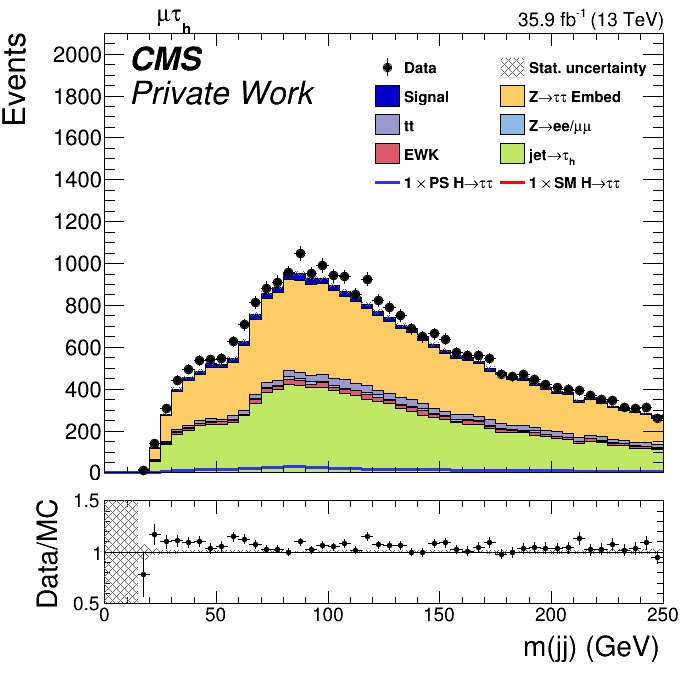 μτh
35.9 fb⁻¹ (13 TeV)
Events
CMS
Private Work
Data
Stat. uncertainty
Signal
Z→ττ Embed
tt
Z→ee/μμ
EWK
jet→τh
1 × PS H→ττ
1 × SM H→ττ
2000
1800
1600
1400
1200
1000
800
600
400
200
0
Data/MC
1.5
1
0.5
0
50
100
150
200
250
m(jj) (GeV)